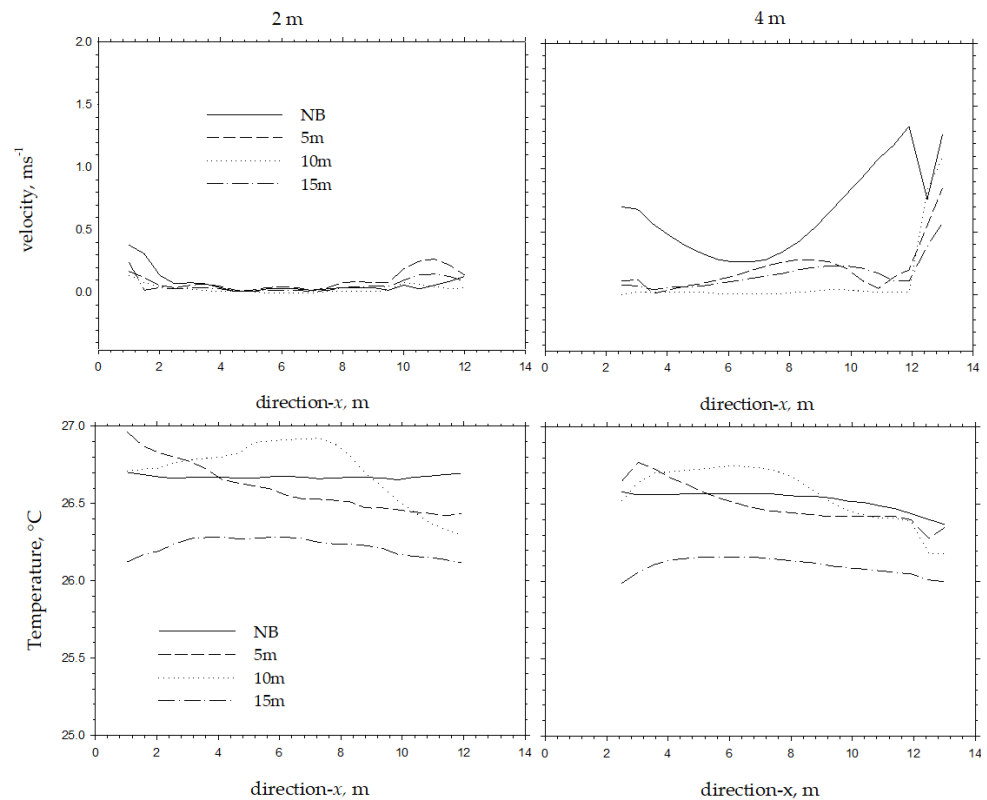 2 m
4 m
2.0
1.5
1.0
0.5
0.0
velocity, ms-1
NB
5m
10m
15m
0 2 4 6 8 10 12 14
0 2 4 6 8 10 12 14
direction-x, m
direction-x, m
27.0
26.5
26.0
25.5
25.0
Temperature, °C
NB
5m
10m
15m
0 2 4 6 8 10 12 14
0 2 4 6 8 10 12 14
direction-x, m
direction-x, m